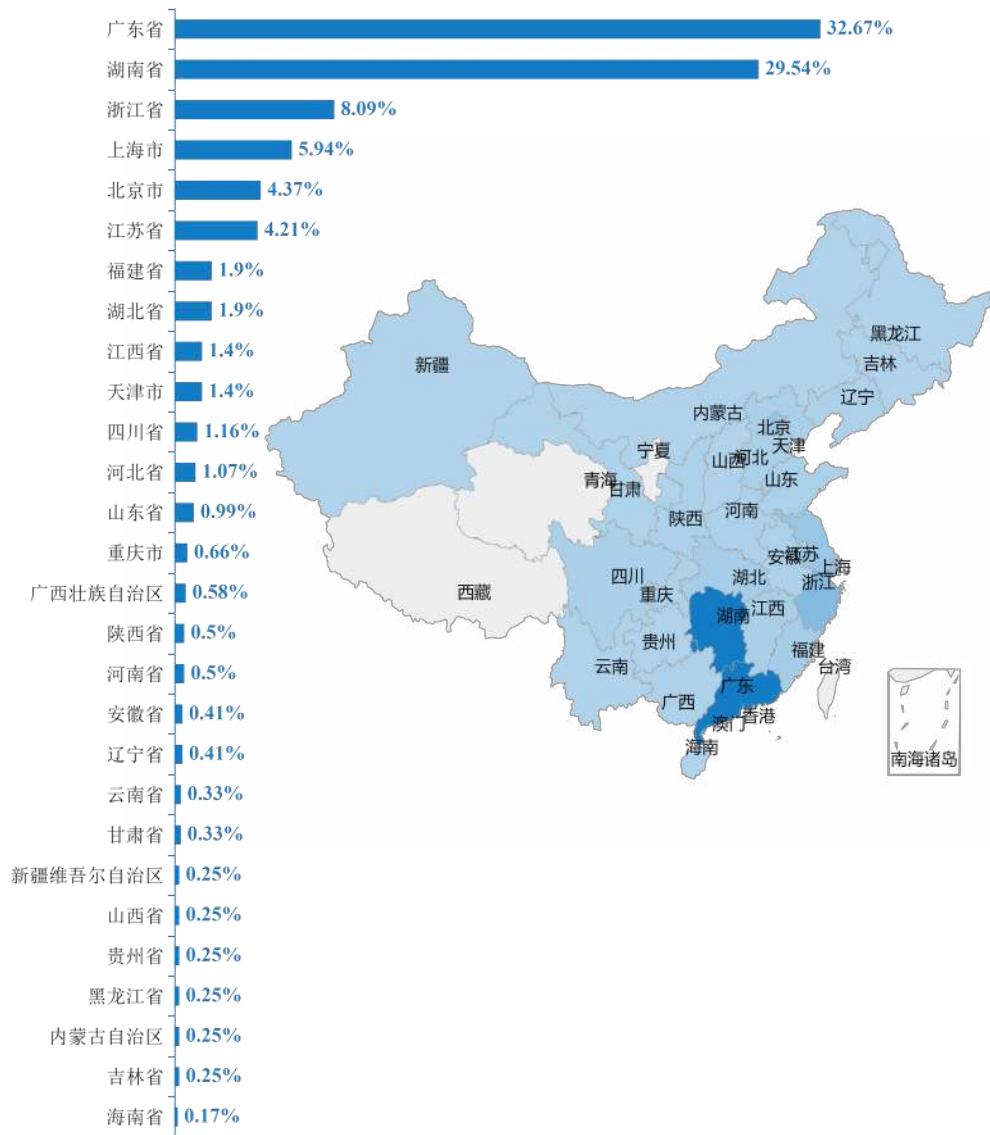 广东省 32.67%
湖南省 29.54%
浙江省 8.09%
上海市 5.94%
北京市 4.37%
江苏省 4.21%
福建省 1.9%
湖北省 1.9%
江西省 1.4%
天津市 1.4%
四川省 1.16%
河北省 1.07%
山东省 0.99%
重庆市 0.66%
广西壮族自治区 0.58%
陕西省 0.5%
河南省 0.5%
安徽省 0.41%
辽宁省 0.41%
云南省 0.33%
甘肃省 0.33%
新疆维吾尔自治区 0.25%
山西省 0.25%
贵州省 0.25%
黑龙江省 0.25%
内蒙古自治区 0.25%
吉林省 0.25%
海南省 0.17%
黑龙江
吉林
辽宁
新疆
内蒙古
北京
天津
宁夏
山西
河北
青海
甘肃
山东
陕西
河南
安徽
江苏
上海
四川
湖北
浙江
西藏
重庆
湖南
江西
贵州
福建
云南
台湾
广东
广西
香港
澳门
海南
南海诸岛